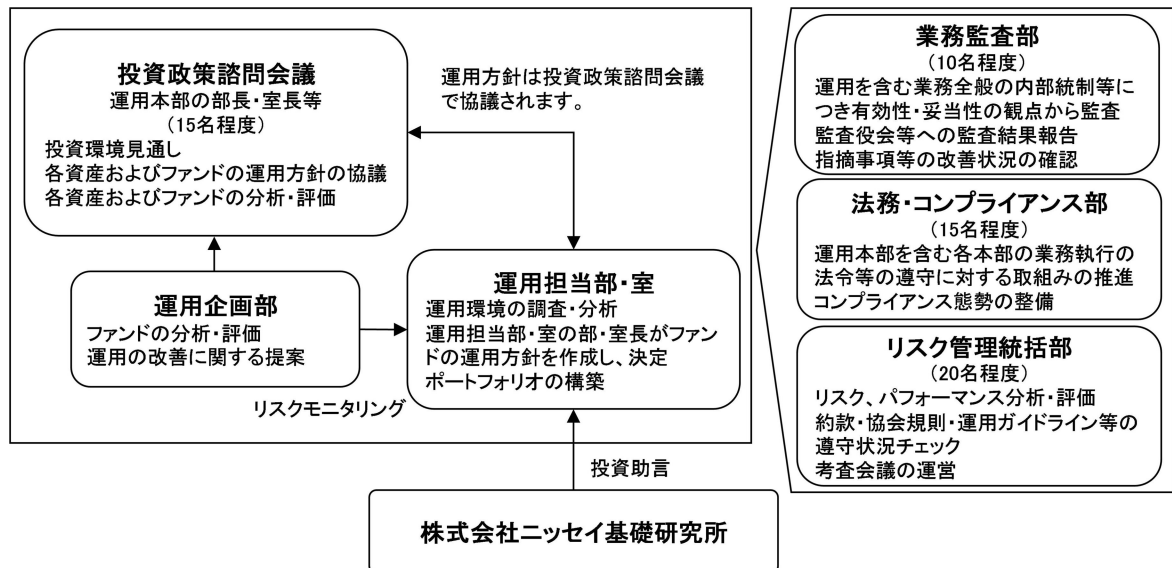 投資政策諮問会議
運用本部の部長・室長等
(15名程度)
投資環境見通し
各資産およびファンドの運用方針の協議
各資産およびファンドの分析・評価
運用方針は投資政策諮問会議
で協議されます。
運用企画部
ファンドの分析・評価
運用の改善に関する提案
リスクモニタリング
運用担当部・室
運用環境の調査・分析
運用担当部・室の部・室長がファン
ドの運用方針を作成し、決定
ポートフォリオの構築
投資助言
株式会社ニッセイ基礎研究所
業務監査部
(10名程度)
運用を含む業務全般の内部統制等に
つき有効性・妥当性の観点から監査
監査役会等への監査結果報告
指摘事項等の改善状況の確認
法務・コンプライアンス部
(15名程度)
運用本部を含む各本部の業務執行の
法令等の遵守に対する取組みの推進
コンプライアンス態勢の整備
リスク管理統括部
(20名程度)
リスク、パフォーマンス分析・評価
約款・協会規則・運用ガイドライン等の
遵守状況チェック
考査会議の運営